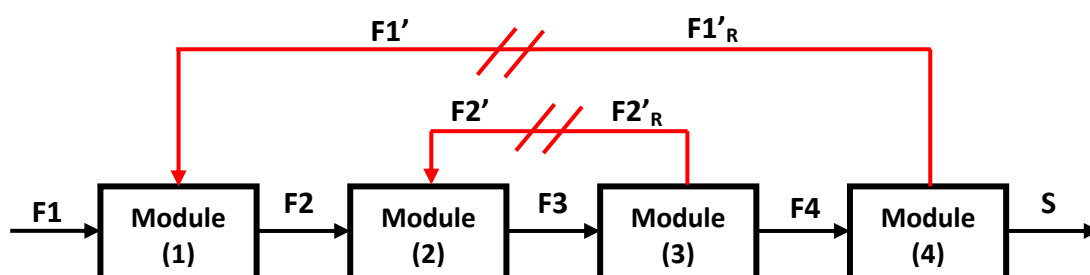 F1’ F1’R
F2’ F2’R
F1 Module (1) F2 Module (2) F3 Module (3) F4 Module (4) S